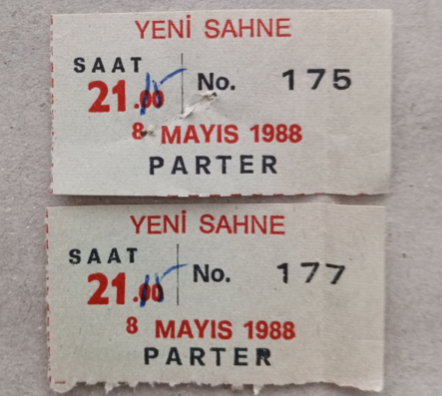 YENİ SAHNE
SAAT
21.00 No. 175
8 MAYIS 1988
PARTER
YENİ SAHNE
SAAT
21.00 No. 177
8 MAYIS 1988
PARTER